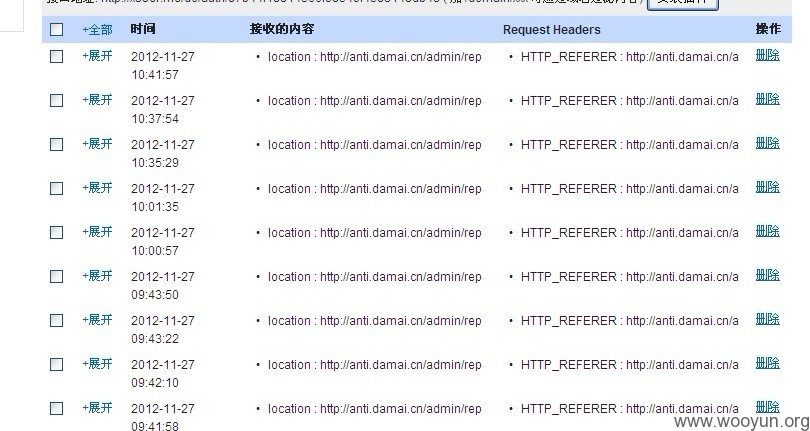 +全部 时间 接收的内容 Request Headers 操作
+展开 2012-11-27 • location : http://anti.damai.cn/admin/rep • HTTP_REFERER : http://anti.damai.cn/a 删除
10:41:57
+展开 2012-11-27 • location : http://anti.damai.cn/admin/rep • HTTP_REFERER : http://anti.damai.cn/a 删除
10:37:54
+展开 2012-11-27 • location : http://anti.damai.cn/admin/rep • HTTP_REFERER : http://anti.damai.cn/a 删除
10:35:29
+展开 2012-11-27 • location : http://anti.damai.cn/admin/rep • HTTP_REFERER : http://anti.damai.cn/a 删除
10:01:35
+展开 2012-11-27 • location : http://anti.damai.cn/admin/rep • HTTP_REFERER : http://anti.damai.cn/a 删除
10:00:57
+展开 2012-11-27 • location : http://anti.damai.cn/admin/rep • HTTP_REFERER : http://anti.damai.cn/a 删除
09:43:50
+展开 2012-11-27 • location : http://anti.damai.cn/admin/rep • HTTP_REFERER : http://anti.damai.cn/a 删除
09:43:22
+展开 2012-11-27 • location : http://anti.damai.cn/admin/rep • HTTP_REFERER : http://anti.damai.cn/a 删除
09:42:10
+展开 2012-11-27 • location : http://anti.damai.cn/admin/rep • HTTP_REFERER : http://anti.damai.cn/a 删除
09:41:58
www.wooyun.org